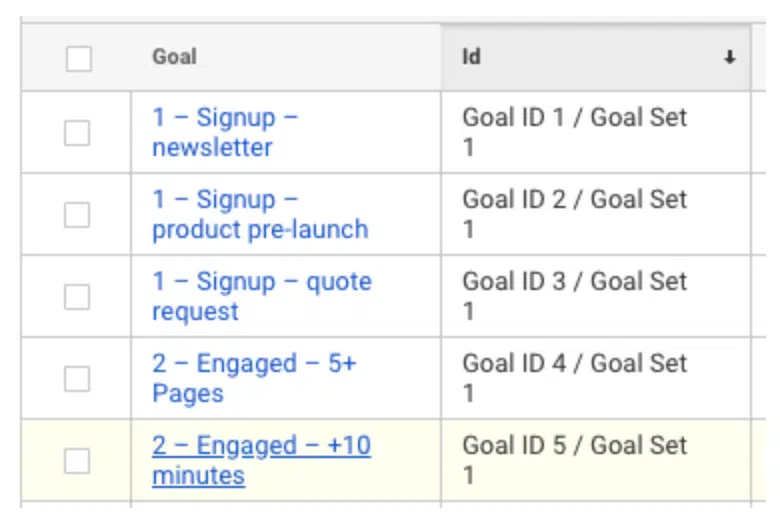 Goal Id
1 – Signup –
newsletter
Goal ID 1 / Goal Set
1
1 – Signup –
product pre-launch
Goal ID 2 / Goal Set
1
1 – Signup – quote
request
Goal ID 3 / Goal Set
1
2 – Engaged – 5+
Pages
Goal ID 4 / Goal Set
1
2 – Engaged – +10
minutes
Goal ID 5 / Goal Set
1